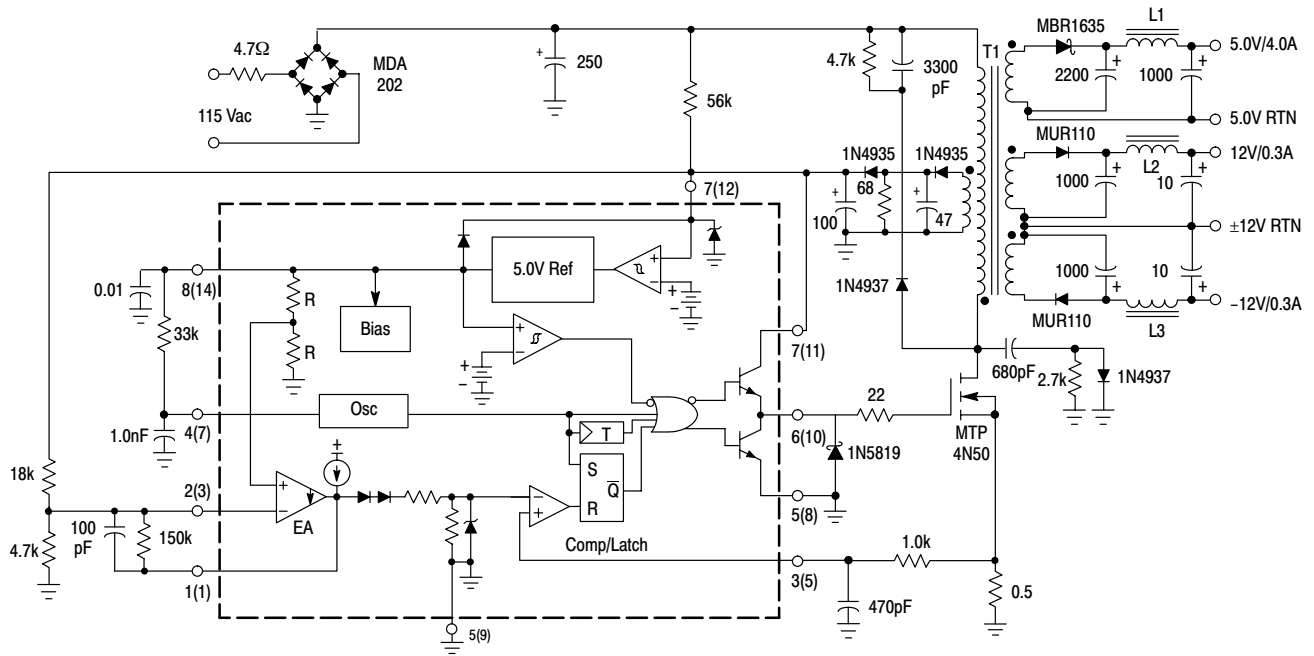 4.7Ω
MDA
202
115 Vac
+
250
56k
4.7k
3300
pF
T1
MBR1635
L1
5.0V/4.0A
+
2200
+
1000
5.0V RTN
MUR110
12V/0.3A
L2
+
1000
10
+
±12V RTN
1000
+
10
+
–12V/0.3A
MUR110
L3
1N4935
1N4935
68
+
100
+
47
7(12)
1N4937
0.01
8(14)
33k
R
R
Bias
5.0V Ref
+
–
+
–
+
–
+
–
7(11)
680pF
2.7k
1N4937
22
MTP
4N50
Osc
T
1.0nF
4(7)
6(10)
1N5819
18k
2(3)
+
–
EA
+
S
R
Q
–
+
Comp/Latch
5(8)
100
pF
150k
4.7k
1(1)
3(5)
1.0k
470pF
0.5
5(9)